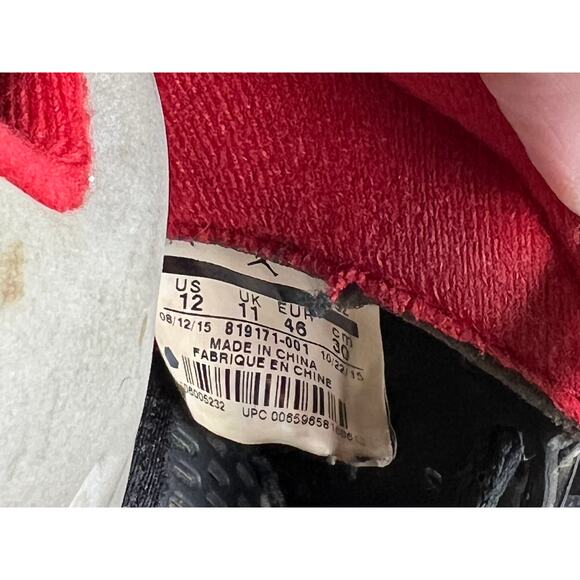 US UK EUR
12 11 46 cm 30
08/12/15 819171-001 10/22/15
MADE IN CHINA
FABRIQUE EN CHINE
UPC